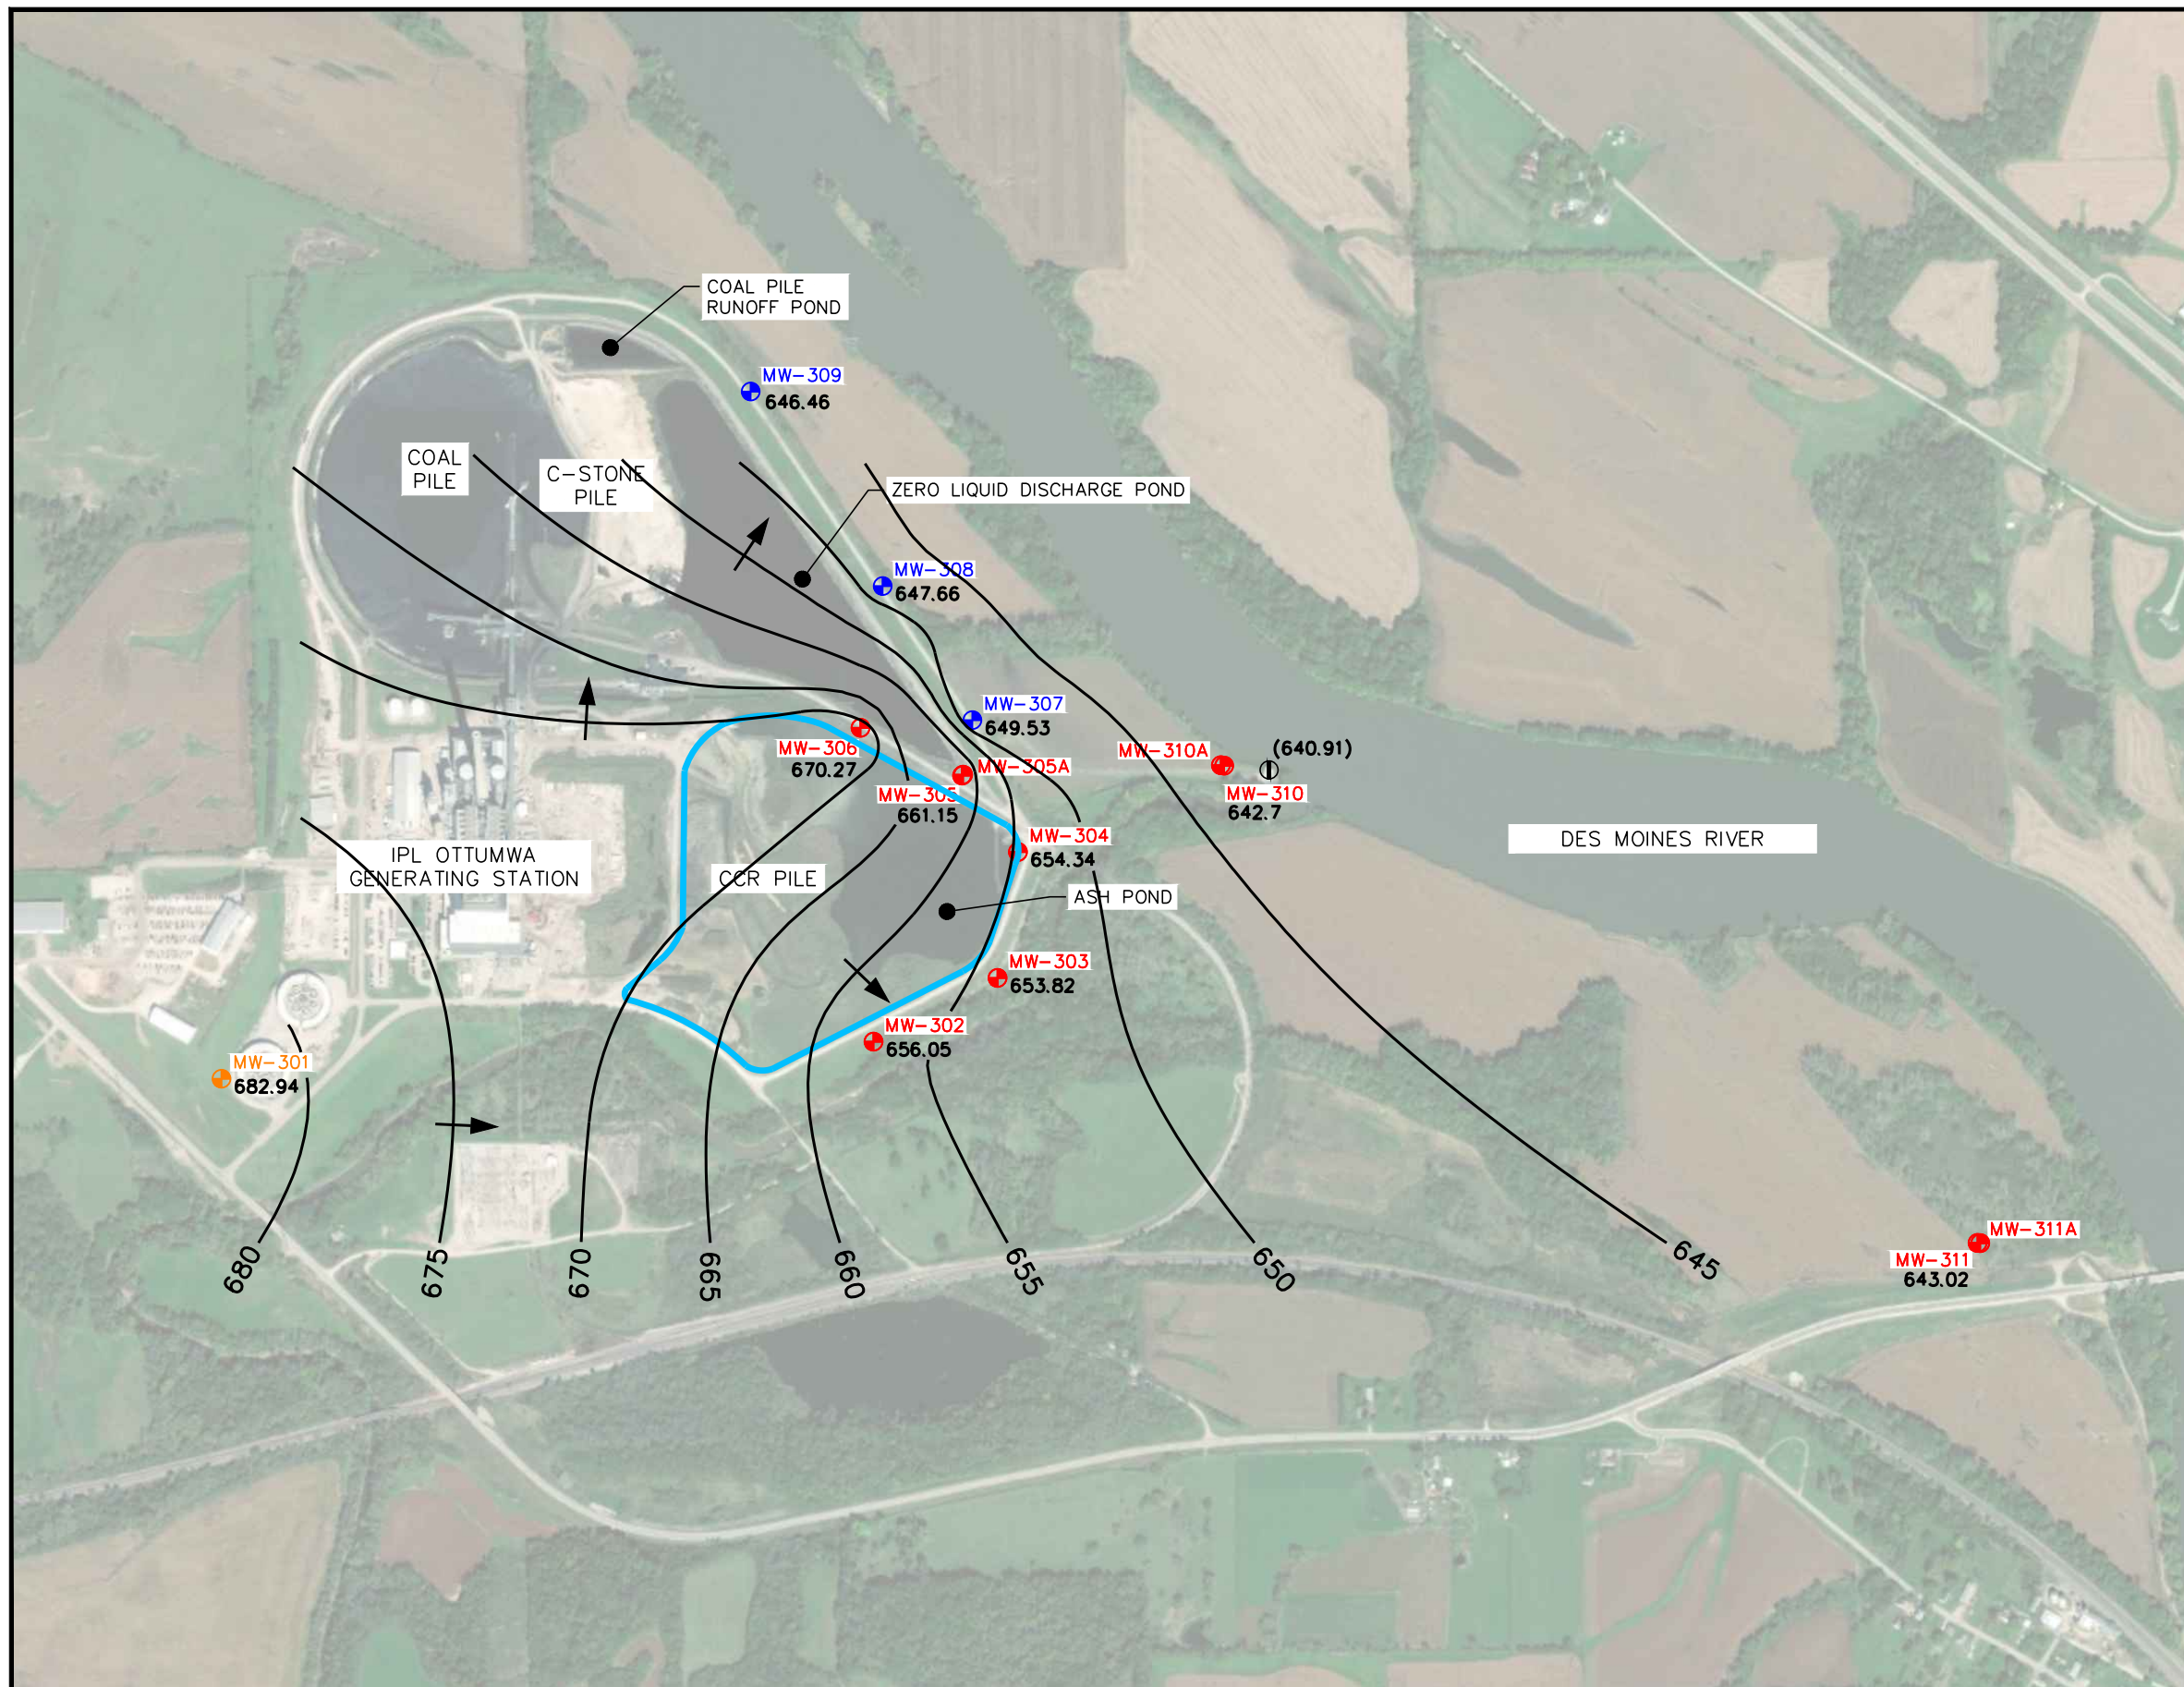 COAL PILE
RUNOFF POND
MW-309
646.46
COAL
PILE
C-STONE
PILE
ZERO LIQUID DISCHARGE POND
MW-308
647.66
MW-307
649.53
MW-306
670.27
MW-305A
MW-305
661.15
MW-310A
(640.91)
MW-310
642.7
MW-304
654.34
DES MOINES RIVER
IPL OTTUMWA
GENERATING STATION
CCR PILE
ASH POND
MW-303
653.82
MW-302
656.05
MW-301
682.94
MW-311A
MW-311
643.02
680
675
670
695
660
655
650
645